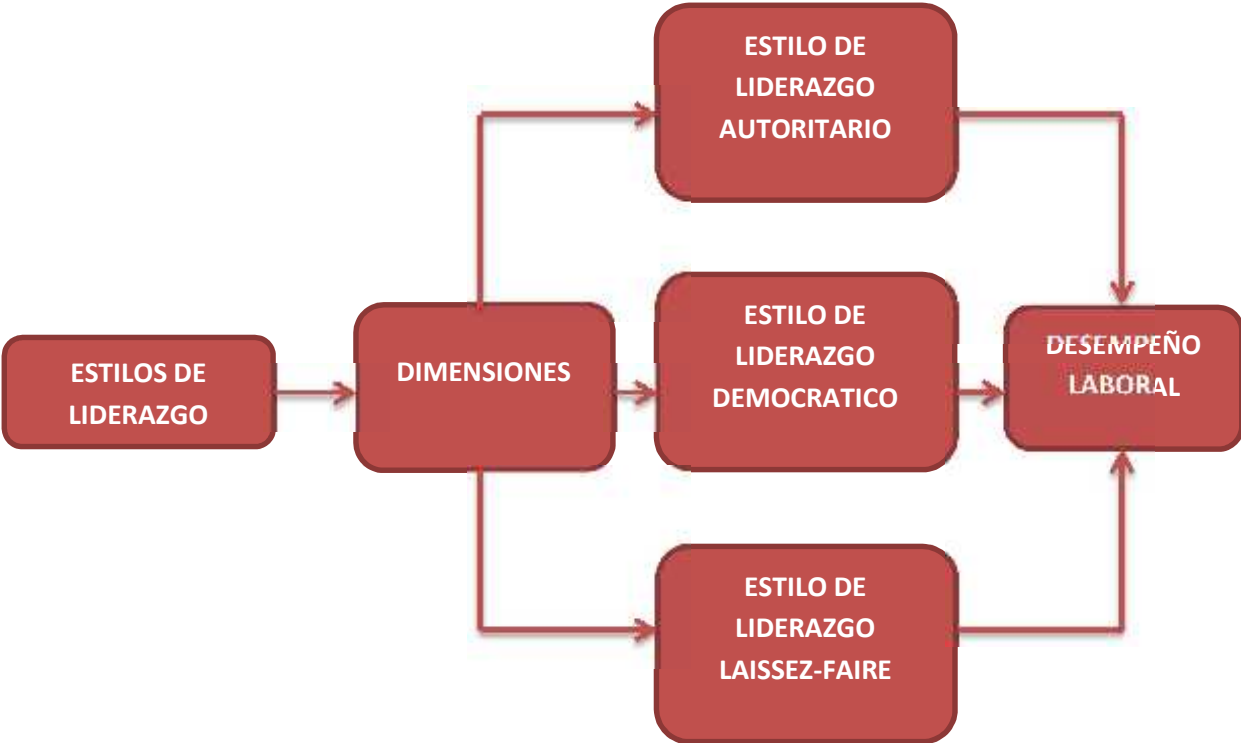 ESTILO DE
LIDERAZGO
AUTORITARIO
ESTILOS DE
LIDERAZGO
DIMENSIONES
ESTILO DE
LIDERAZGO
DEMOCRATICO
DESEMPEÑO
LABORAL
ESTILO DE
LIDERAZGO
LAISSEZ-FAIRE